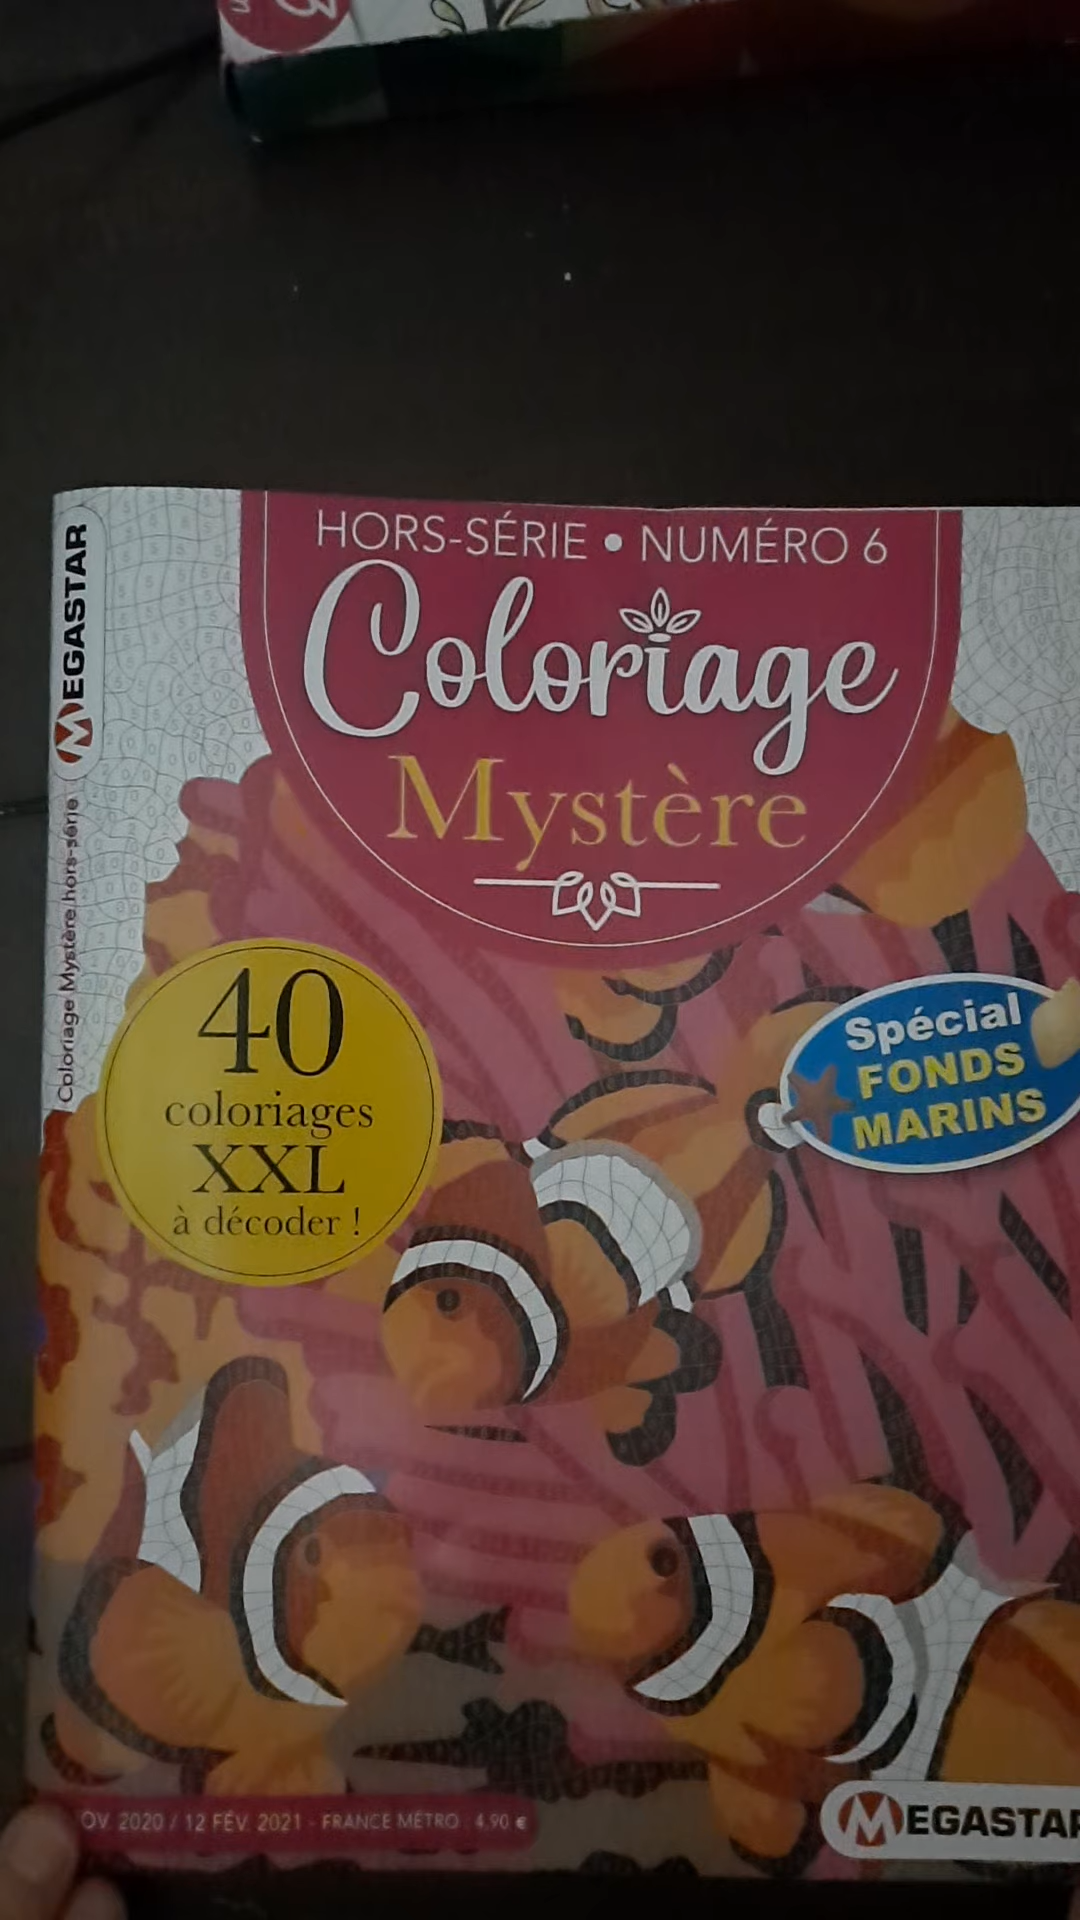 HORS-SÉRIE • NUMÉRO 6
Coloriage
Mystère
MEGASTAR
Coloriage Mystère hors-série
40
coloriages
XXL
à décoder !
Spécial
FONDS
MARINS
OV. 2020 / 12 FÉV. 2021 - FRANCE MÉTRO : 4,90 €
MEGASTAR